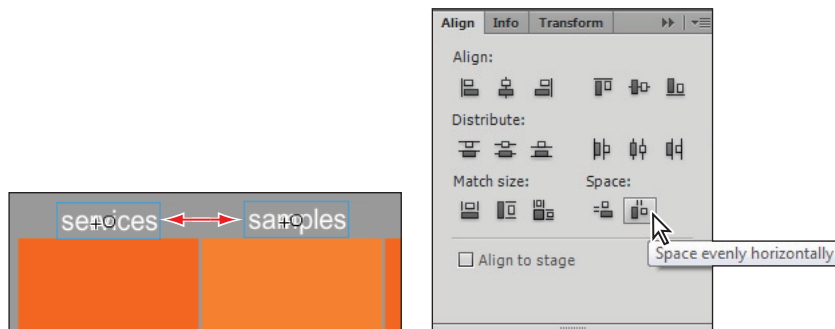 services samples
Align Info Transform
Align:
Distribute:
Match size: Space:
Align to stage
Space evenly horizontally